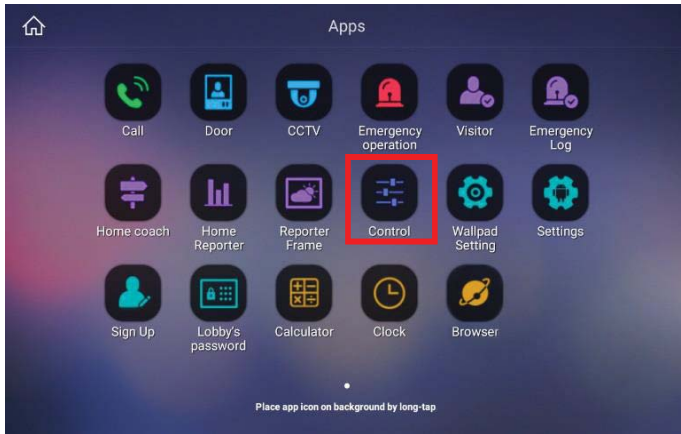 Apps
Call
Door
CCTV
Emergency
operation
Visitor
Emergency
Log
Home coach
Home
Reporter
Reporter
Frame
Control
Wallpad
Setting
Settings
Sign Up
Lobby's
password
Calculator
Clock
Browser
Place app icon on background by long-tap